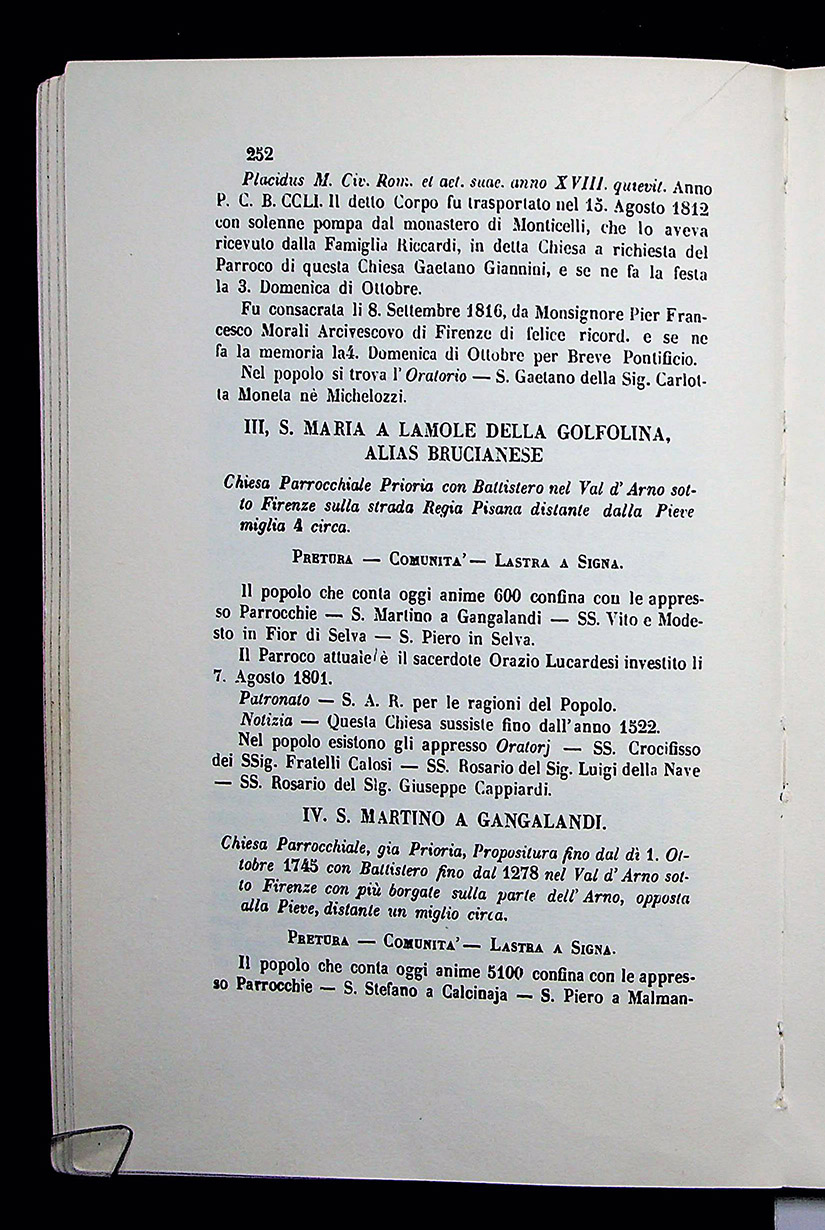 252
Placidus M. Civ. Rom. et aet. suae. anno XVIII. quievit. Anno
P. C. B. CCLI. Il detto Corpo fu trasportato nel 15. Agosto 1812
con solenne pompa dal monastero di Monticelli, che lo aveva
ricevuto dalla Famiglia Riccardi, in detta Chiesa a richiesta del
Parroco di questa Chiesa Gaetano Giannini, e se ne fa la festa
la 3. Domenica di Ottobre.
Fu consacrata li 8. Settembre 1816, da Monsignore Pier Fran-
cesco Morali Arcivescovo di Firenze di felice ricord. e se ne
fa la memoria la4. Domenica di Ottobre per Breve Pontificio.
Nel popolo si trova l' Oratorio — S. Gaetano della Sig. Carlot-
ta Moneta nè Michelozzi.
III, S. MARIA A LAMOLE DELLA GOLFOLINA,
ALIAS BRUCIANESE
Chiesa Parrocchiale Prioria con Battistero nel Val d' Arno sot-
to Firenze sulla strada Regia Pisana distante dalla Pieve
miglia 4 circa.
PRETURA — COMUNITA' — LASTRA A SIGNA.
Il popolo che conta oggi anime 600 confina con le appres-
so Parrocchie — S. Martino a Gangalandi — SS. Vito e Mode-
sto in Fior di Selva — S. Piero in Selva.
Il Parroco attuale è il sacerdote Orazio Lucardesi investito li
7. Agosto 1801.
Patronato — S. A. R. per le ragioni del Popolo.
Notizia — Questa Chiesa sussiste fino dall' anno 1522.
Nel popolo esistono gli appresso Oratorj — SS. Crocifisso
dei SSig. Fratelli Calosi — SS. Rosario del Sig. Luigi della Nave
— SS. Rosario del Sig. Giuseppe Cappiardi.
IV. S. MARTINO A GANGALANDI.
Chiesa Parrocchiale, gia Prioria, Propositura fino dal dì 1. Ot-
tobre 1745 con Battistero fino dal 1278 nel Val d' Arno sot-
to Firenze con più borgate sulla parte dell' Arno, opposta
alla Pieve, distante un miglio circa.
PRETURA — COMUNITA' — LASTRA A SIGNA.
Il popolo che conta oggi anime 5100 confina con le appres-
so Parrocchie — S. Stefano a Calcinaja — S. Piero a Malman-